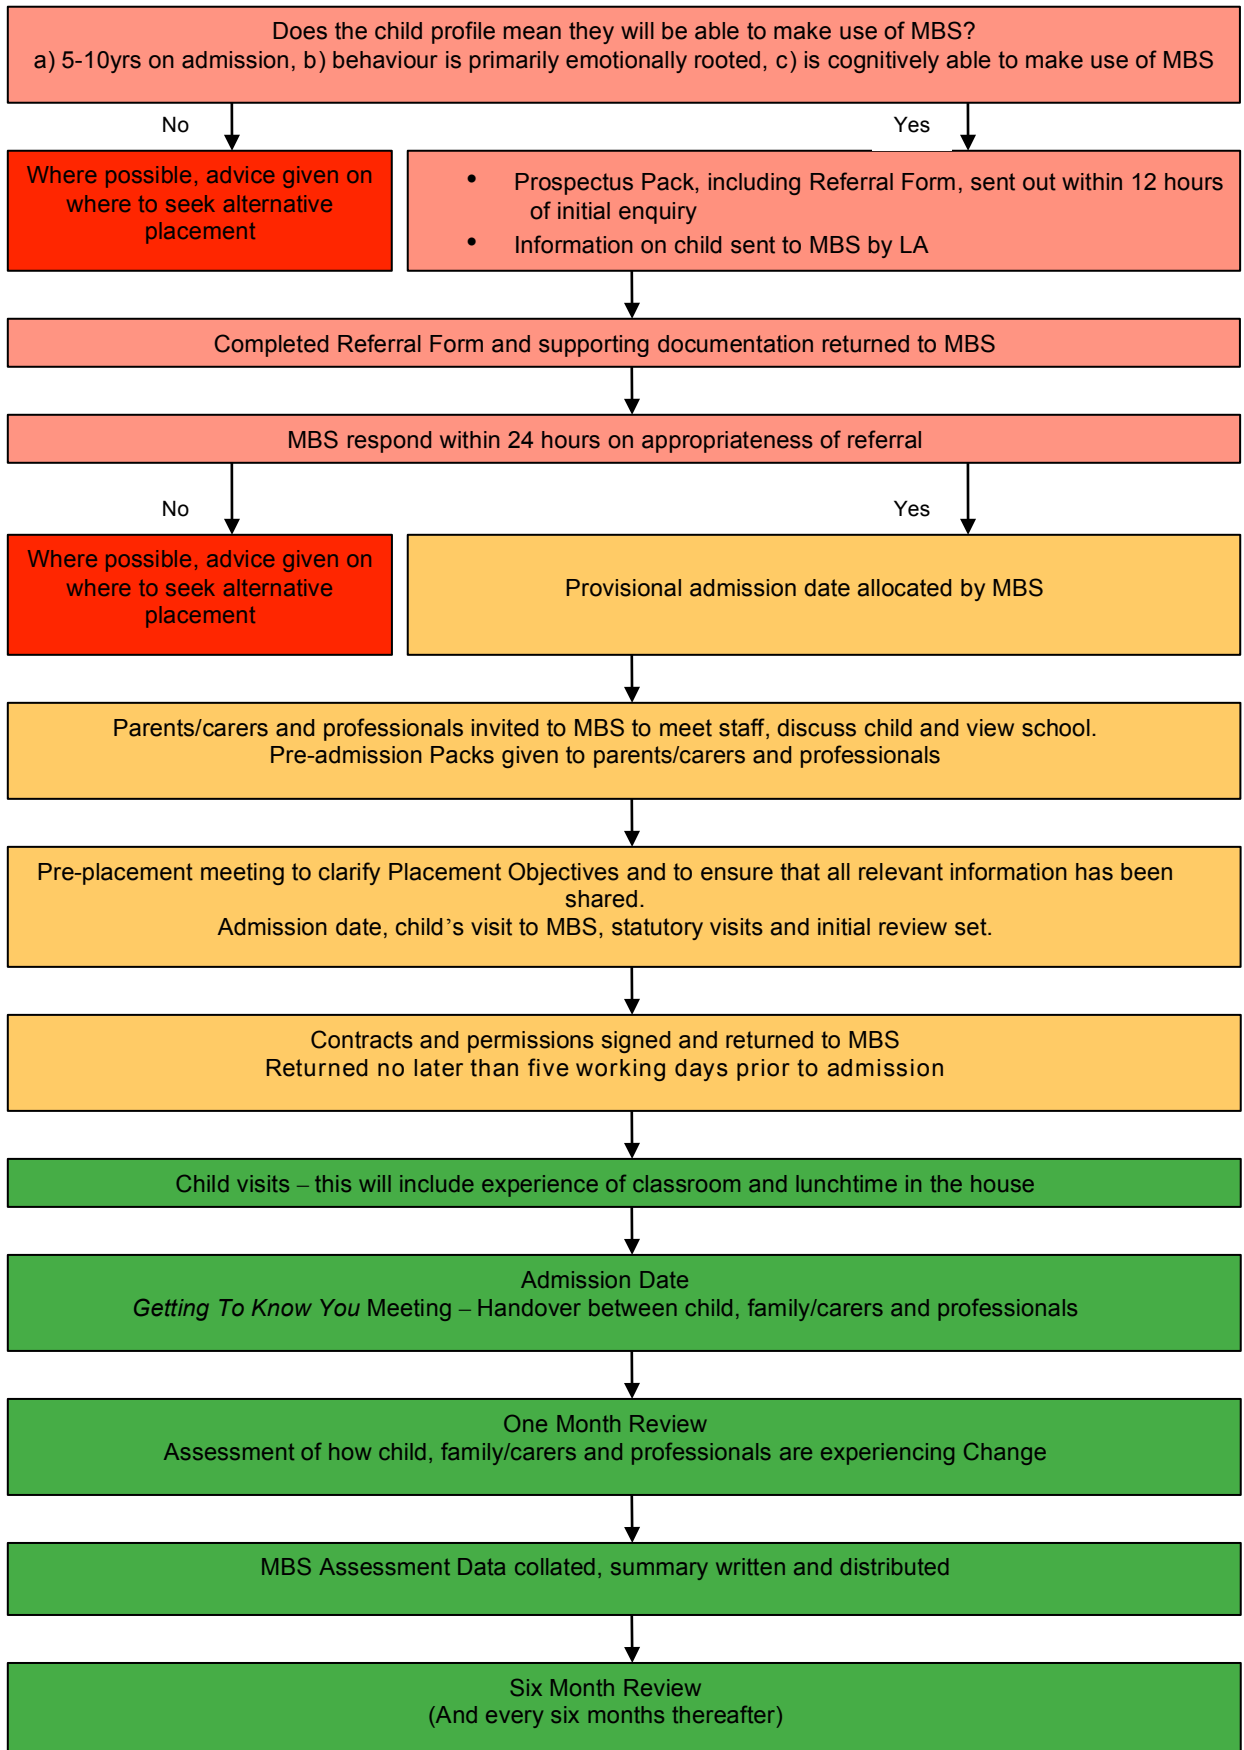 Does the child profile mean they will be able to make use of MBS?
a) 5-10yrs on admission, b) behaviour is primarily emotionally rooted, c) is cognitively able to make use of MBS
No
Yes
Where possible, advice given on
where to seek alternative
placement
• Prospectus Pack, including Referral Form, sent out within 12 hours
of initial enquiry
• Information on child sent to MBS by LA
Completed Referral Form and supporting documentation returned to MBS
MBS respond within 24 hours on appropriateness of referral
No
Yes
Where possible, advice given on
where to seek alternative
placement
Provisional admission date allocated by MBS
Parents/carers and professionals invited to MBS to meet staff, discuss child and view school.
Pre-admission Packs given to parents/carers and professionals
Pre-placement meeting to clarify Placement Objectives and to ensure that all relevant information has been
shared.
Admission date, child’s visit to MBS, statutory visits and initial review set.
Contracts and permissions signed and returned to MBS
Returned no later than five working days prior to admission
Child visits – this will include experience of classroom and lunchtime in the house
Admission Date
Getting To Know You Meeting – Handover between child, family/carers and professionals
One Month Review
Assessment of how child, family/carers and professionals are experiencing Change
MBS Assessment Data collated, summary written and distributed
Six Month Review
(And every six months thereafter)